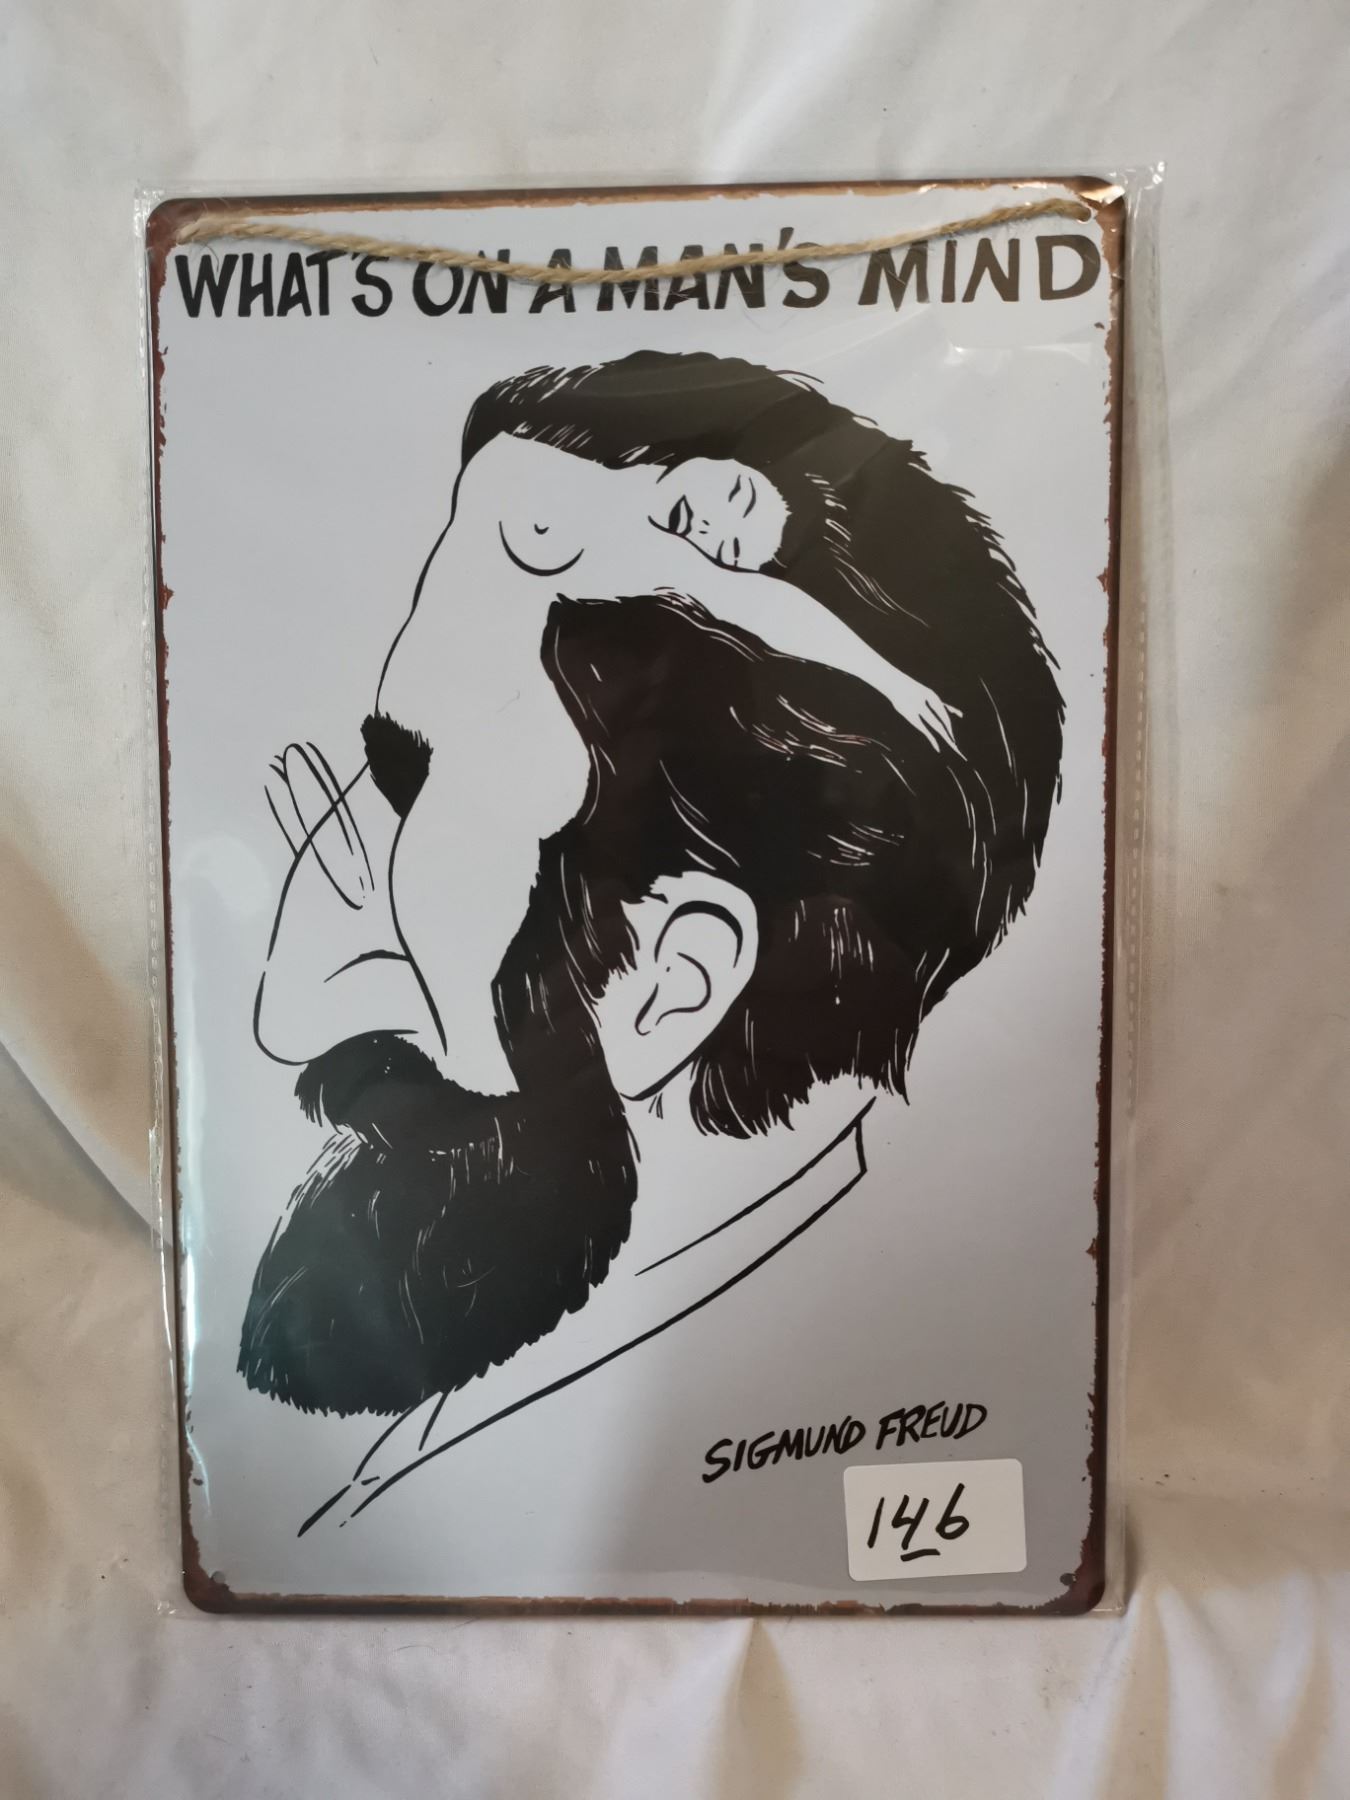 WHAT'S ON A MAN'S MIND
SIGMUND FREUD
146